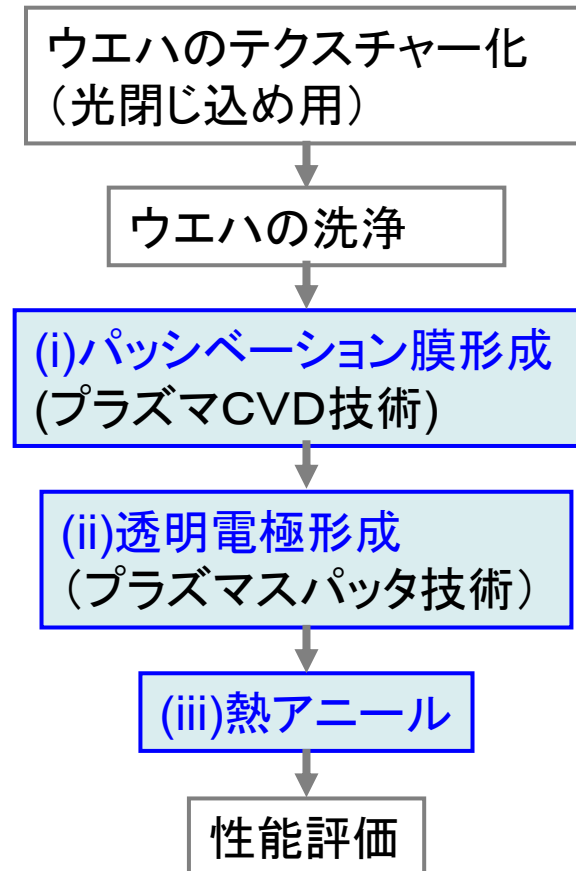 ウエハのテクスチャー化
（光閉じ込め用）
ウエハの洗浄
(i)パッシベーション膜形成
(プラズマCVD技術)
(ii)透明電極形成
（プラズマスパッタ技術）
(iii)熱アニール
性能評価